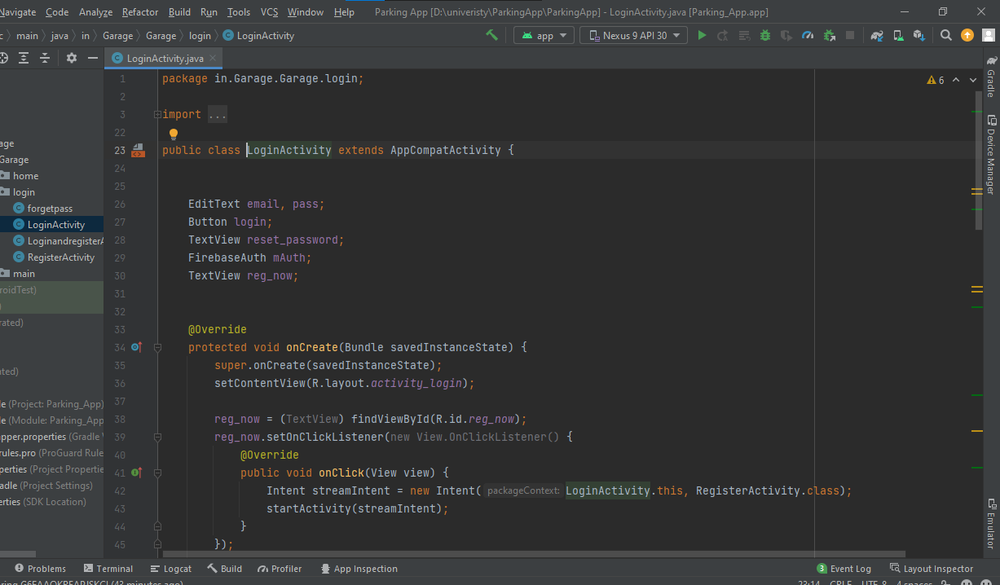 Navigate Code Analyze Refactor Build Run Tools VCS Window Help Parking App [D:\univeristy\ParkingApp\ParkingApp] - LoginActivity.java [Parking_App.app]
main java in Garage Garage login LoginActivity app Nexus 9 API 30
LoginActivity.java
1 package in.Garage.Garage.login;
2
3 import ...
22
23 public class LoginActivity extends AppCompatActivity {
24
25
26 EditText email, pass;
27 Button login;
28 TextView reset_password;
29 FirebaseAuth mAuth;
30 TextView reg_now;
31
32
33 @Override
34 protected void onCreate(Bundle savedInstanceState) {
35 super.onCreate(savedInstanceState);
36 setContentView(R.layout.activity_login);
37
38 reg_now = (TextView) findViewById(R.id.reg_now);
39 reg_now.setOnClickListener(new View.OnClickListener() {
40 @Override
41 public void onClick(View view) {
42 Intent streamIntent = new Intent( packageContext: LoginActivity.this, RegisterActivity.class);
43 startActivity(streamIntent);
44 }
45 });
6
age
Garage
home
login
forgetpass
LoginActivity
LoginandregisterA
RegisterActivity
main
roidTest)
)
rated)
ated)
le (Project: Parking_App)
le (Module: Parking_App
pper.properties (Gradle
rules.pro (ProGuard Rule
perties (Project Propertie
adle (Project Settings)
erties (SDK Location)
Gradle
Device Manager
Emulator
Problems Terminal Logcat Build Profiler App Inspection 3 Event Log Layout Inspector
(43 minutes ago) 23:14 CRLF UTF-8 4 spaces